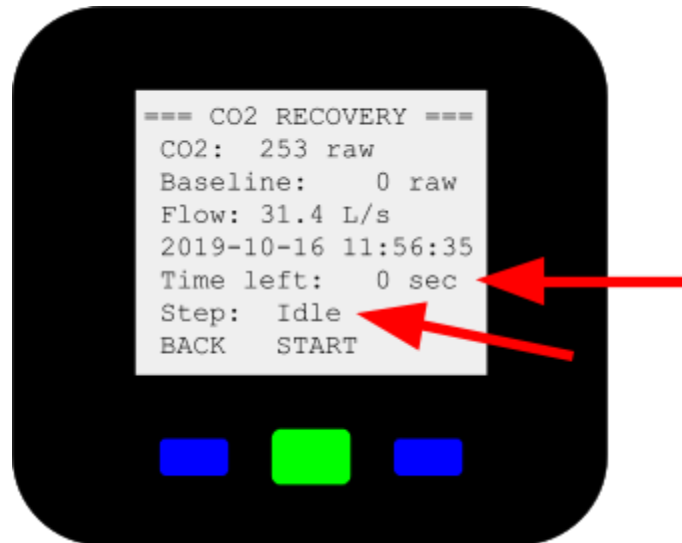 === CO2 RECOVERY ===
CO2: 253 raw
Baseline: 0 raw
Flow: 31.4 L/s
2019-10-16 11:56:35
Time left: 0 sec
Step: Idle
BACK START